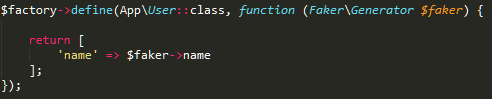 $factory->define(App\User::class, function (Faker\Generator $faker) {
return [
'name' => $faker->name
];
});